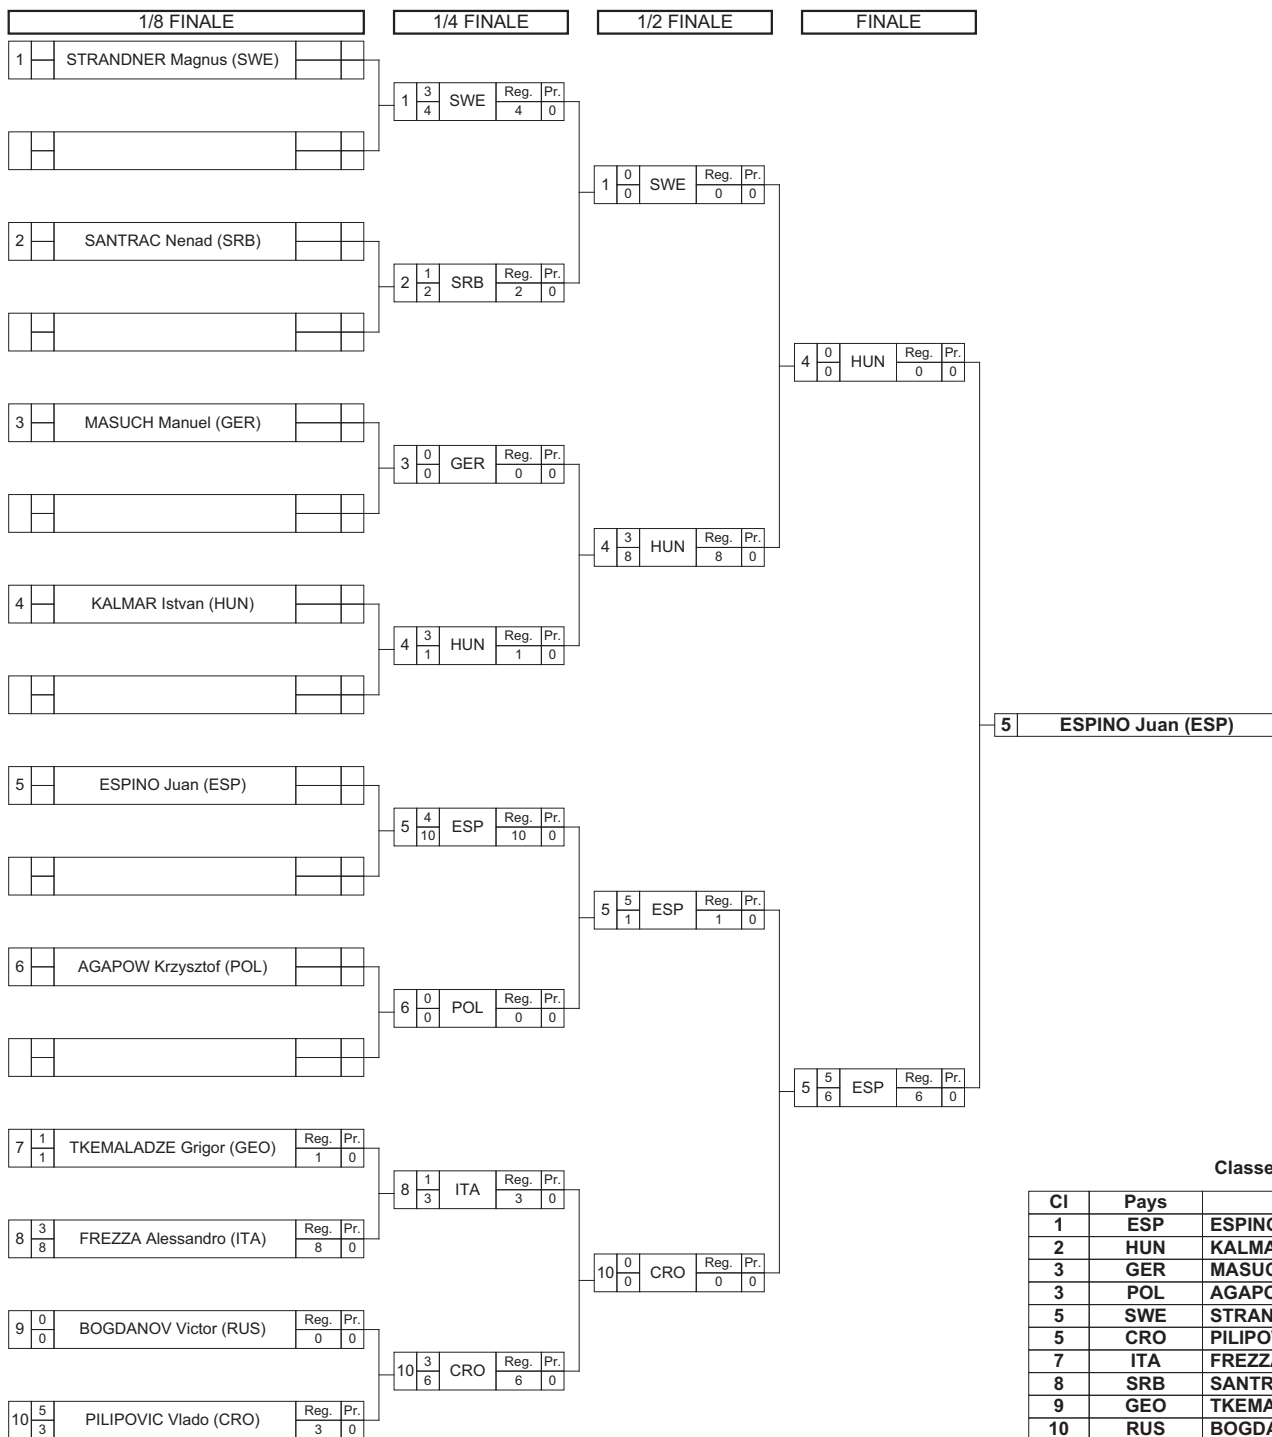 1/8 FINALE 1/4 FINALE 1/2 FINALE FINALE
1 STRANDNER Magnus (SWE)
1 3 4 SWE Reg. Pr. 4 0
1 0 0 SWE Reg. Pr. 0 0
2 SANTRAC Nenad (SRB)
2 1 2 SRB Reg. Pr. 2 0
4 0 0 HUN Reg. Pr. 0 0
3 MASUCH Manuel (GER)
3 0 0 GER Reg. Pr. 0 0
4 3 8 HUN Reg. Pr. 8 0
4 KALMAR Istvan (HUN)
4 3 1 HUN Reg. Pr. 1 0
5 ESPINO Juan (ESP)
5 ESPINO Juan (ESP)
5 4 10 ESP Reg. Pr. 10 0
5 5 1 ESP Reg. Pr. 1 0
6 AGAPOW Krzysztof (POL)
6 0 0 POL Reg. Pr. 0 0
5 5 6 ESP Reg. Pr. 6 0
7 1 1 TKEMALADZE Grigor (GEO) Reg. Pr. 1 0
8 1 3 ITA Reg. Pr. 3 0
8 3 8 FREZZA Alessandro (ITA) Reg. Pr. 8 0
10 0 0 CRO Reg. Pr. 0 0
9 0 0 BOGDANOV Victor (RUS) Reg. Pr. 0 0
10 3 6 CRO Reg. Pr. 6 0
10 5 3 PILIPOVIC Vlado (CRO) Reg. Pr. 3 0
Classe
Cl Pays
1 ESP ESPINO
2 HUN KALMA
3 GER MASUC
3 POL AGAPO
5 SWE STRAN
5 CRO PILIPOV
7 ITA FREZZA
8 SRB SANTR
9 GEO TKEMA
10 RUS BOGDA